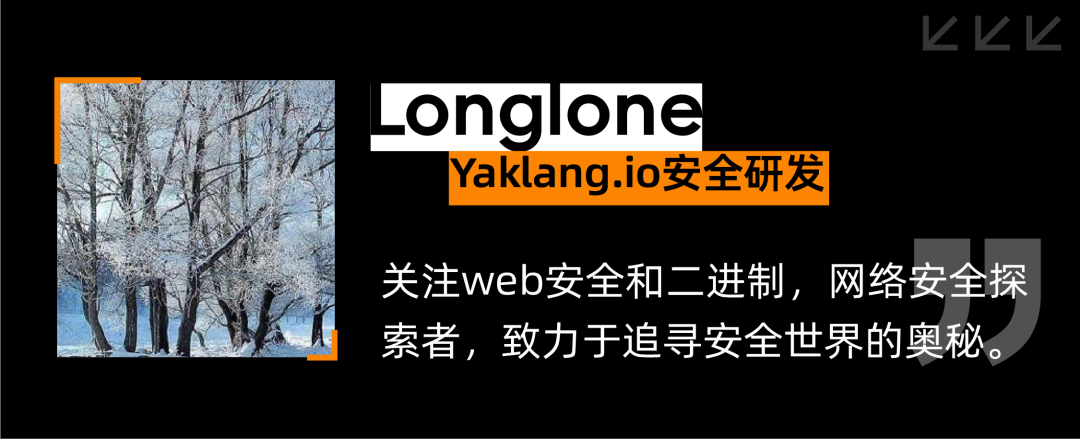 Longlone
Yaklang.io安全研发
关注web安全和二进制，网络安全探
索者，致力于追寻安全世界的奥秘。